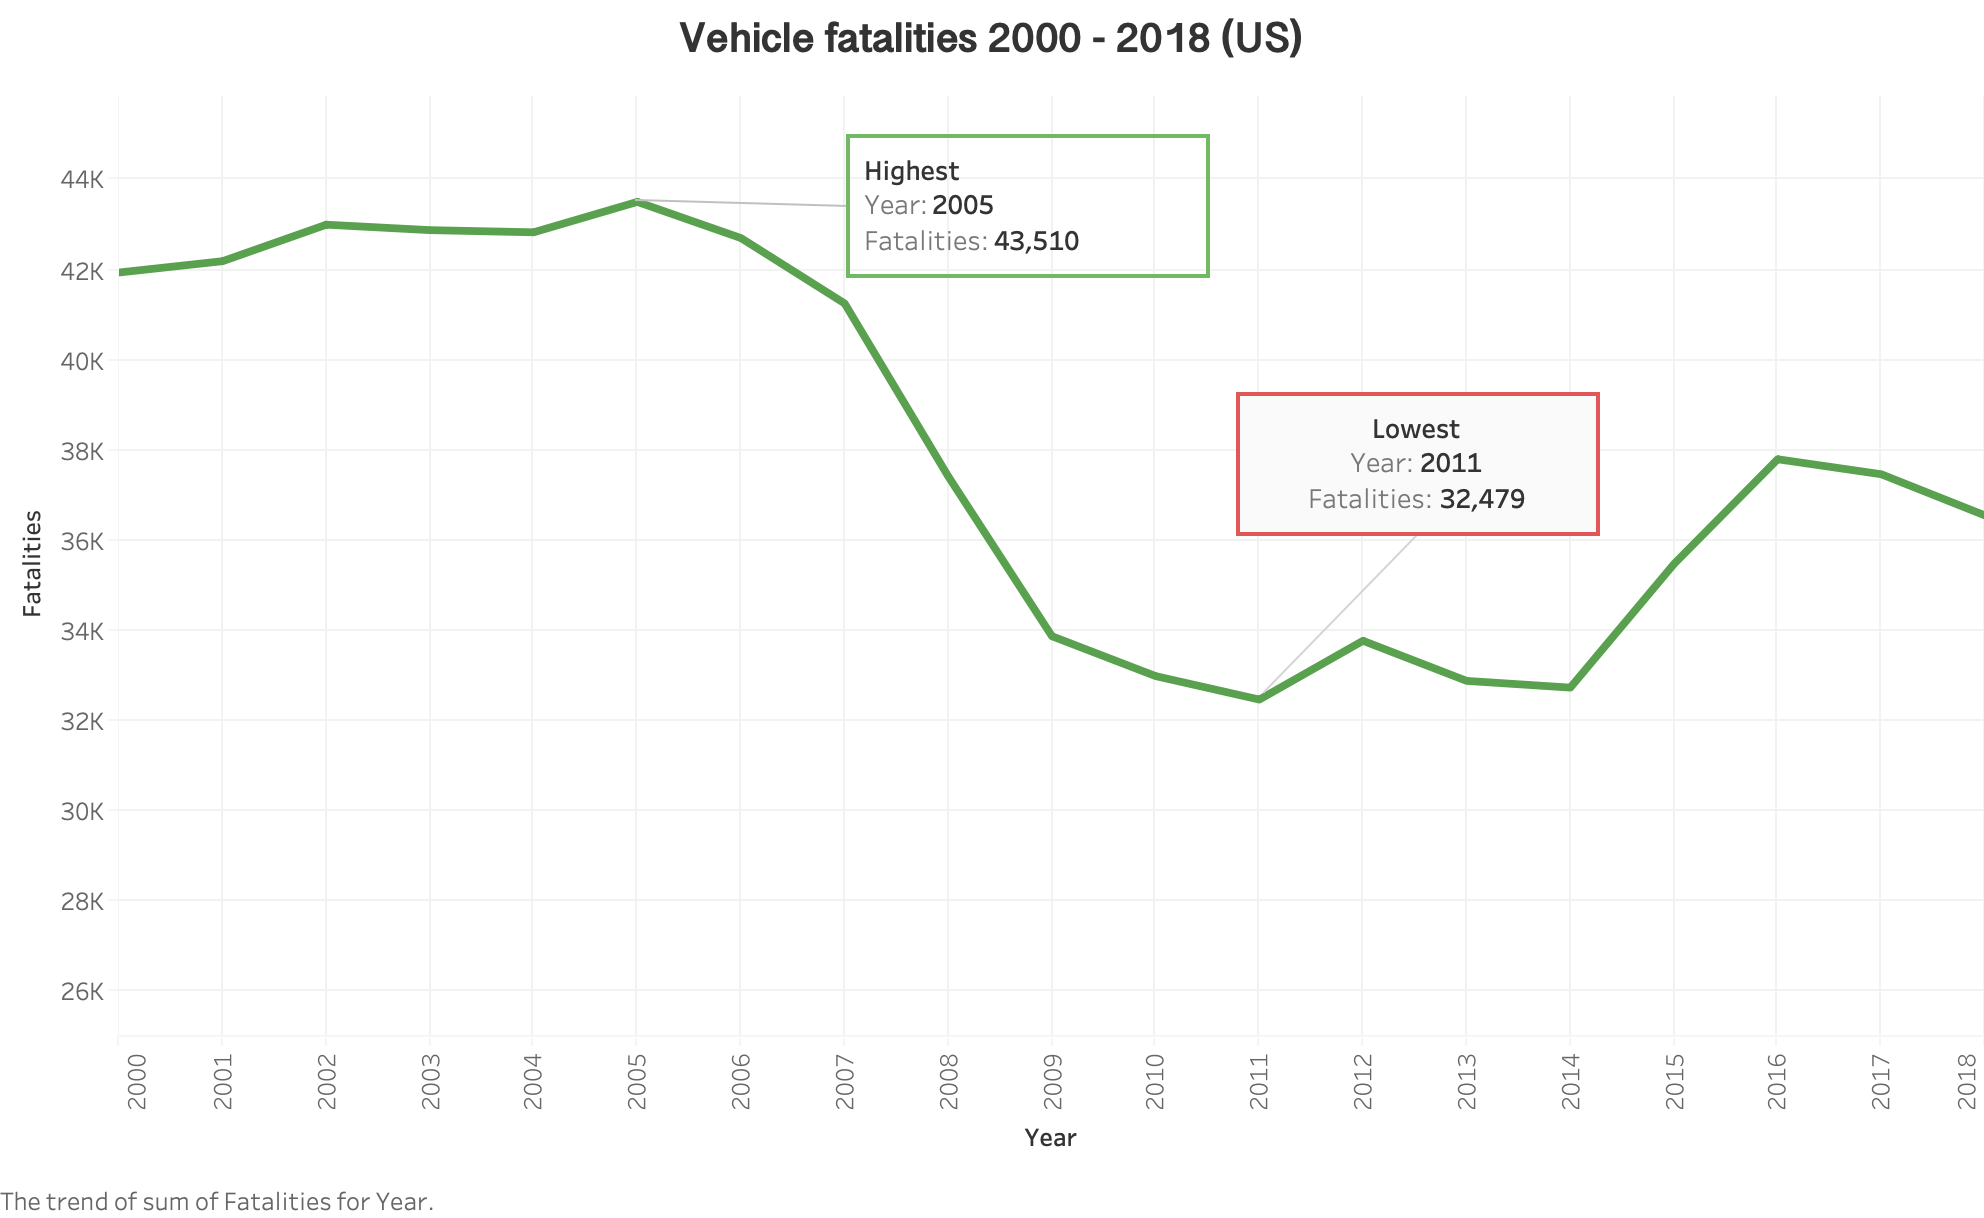 Vehicle fatalities 2000 - 2018 (US)
Highest
Year: 2005
Fatalities: 43,510
Lowest
Year: 2011
Fatalities: 32,479
Fatalities
44K
42K
40K
38K
36K
34K
32K
30K
28K
26K
2000
2001
2002
2003
2004
2005
2006
2007
2008
2009
2010
2011
2012
2013
2014
2015
2016
2017
2018
Year
The trend of sum of Fatalities for Year.